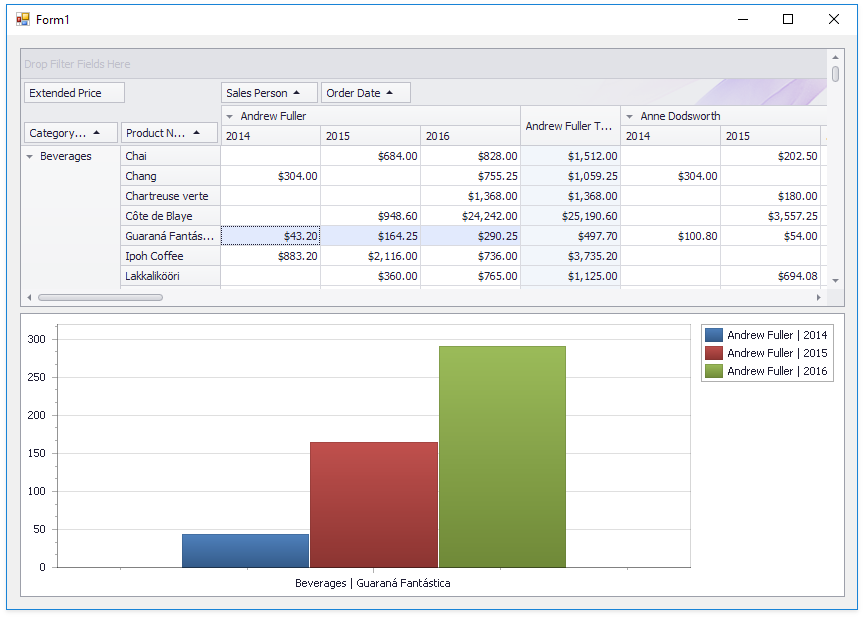 Form1
Drop Filter Fields Here
Extended Price Sales Person Order Date
Andrew Fuller Andrew Fuller T... Anne Dodsworth
Category... Product N... 2014 2015 2016 2014 2015
Beverages Chai $684.00 $828.00 $1,512.00 $202.50
Chang $304.00 $755.25 $1,059.25 $304.00
Chartreuse verte $1,368.00 $1,368.00 $180.00
Côte de Blaye $948.60 $24,242.00 $25,190.60 $3,557.25
Guaraná Fantás... $43.20 $164.25 $290.25 $497.70 $100.80 $54.00
Ipoh Coffee $883.20 $2,116.00 $736.00 $3,735.20
Lakkalikööri $360.00 $765.00 $1,125.00 $694.08
300
250
200
150
100
50
0
Beverages | Guaraná Fantástica
Andrew Fuller | 2014
Andrew Fuller | 2015
Andrew Fuller | 2016